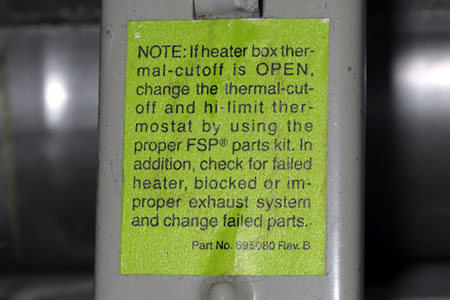 NOTE: If heater box ther-
mal-cutoff is OPEN,
change the thermal-cut-
off and hi-limit ther-
mostat by using the
proper FSP® parts kit. In
addition, check for failed
heater, blocked or im-
proper exhaust system
and change failed parts.
Part No. 695080 Rev. B